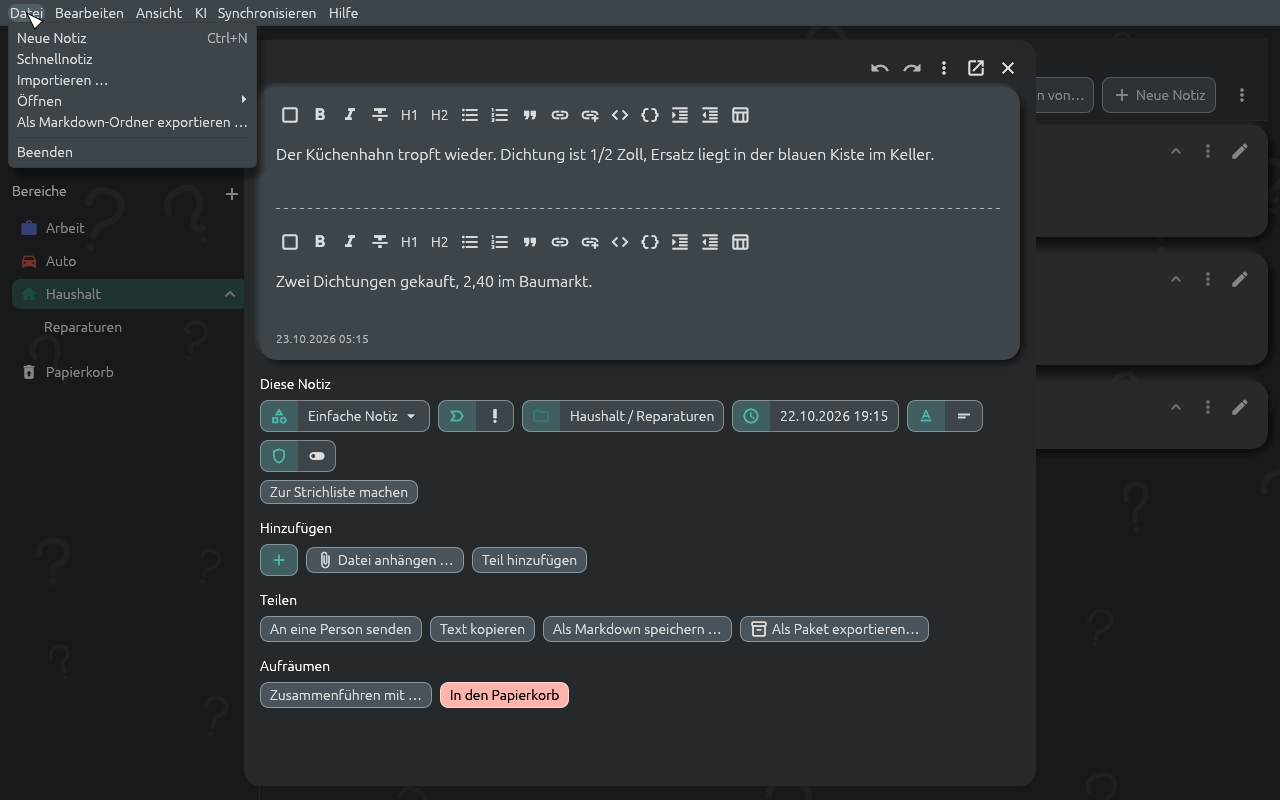 Datei Bearbeiten Ansicht KI Synchronisieren Hilfe
Neue Notiz Ctrl+N
Schnellnotiz
Importieren …
Öffnen
Als Markdown-Ordner exportieren …
Beenden
Bereiche
Arbeit
Auto
Haushalt
Reparaturen
Papierkorb
n von…
Neue Notiz
H1 H2
Der Küchenhahn tropft wieder. Dichtung ist 1/2 Zoll, Ersatz liegt in der blauen Kiste im Keller.
H1 H2
Zwei Dichtungen gekauft, 2,40 im Baumarkt.
23.10.2026 05:15
Diese Notiz
Einfache Notiz
Haushalt / Reparaturen
22.10.2026 19:15
Zur Strichliste machen
Hinzufügen
Datei anhängen …
Teil hinzufügen
Teilen
An eine Person senden
Text kopieren
Als Markdown speichern …
Als Paket exportieren…
Aufräumen
Zusammenführen mit …
In den Papierkorb